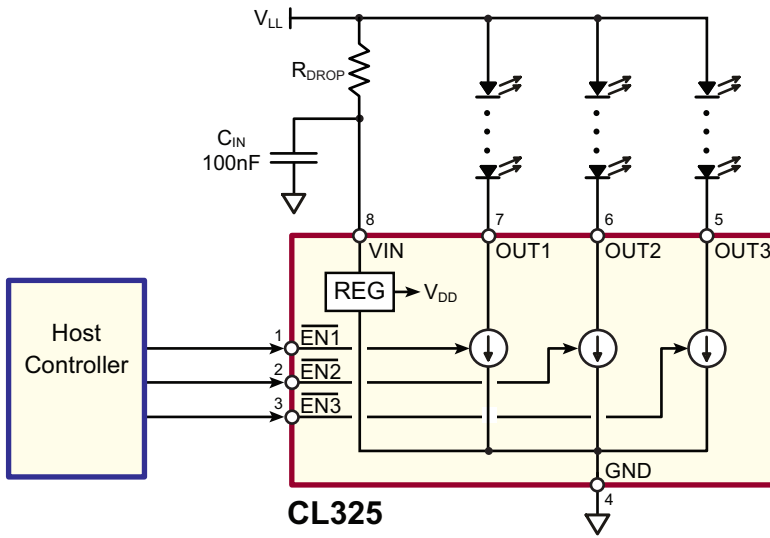 VLL
RDROP
CIN
100nF
8
7
6
5
VIN
OUT1
OUT2
OUT3
REG
VDD
Host
Controller
1
EN1
2
EN2
3
EN3
GND
4
CL325